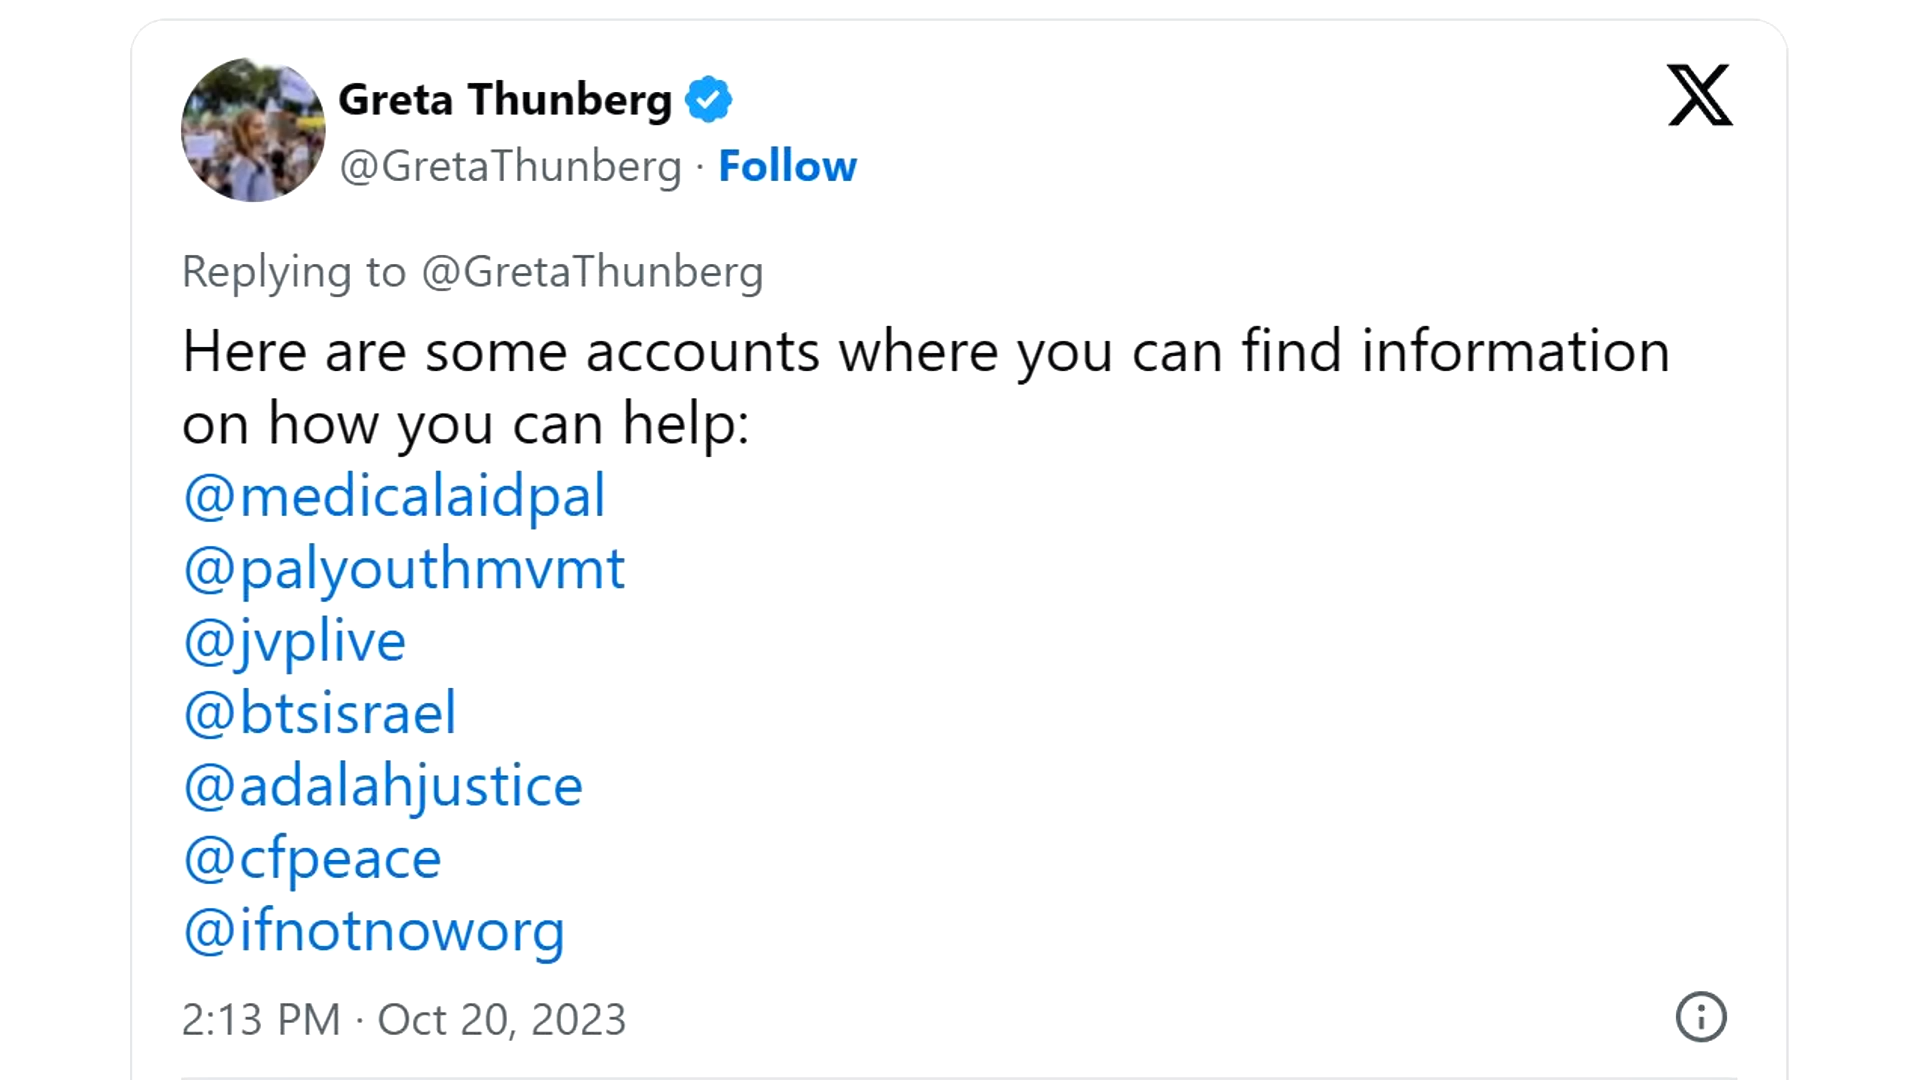 Greta Thunberg
@GretaThunberg · Follow
Replying to @GretaThunberg
Here are some accounts where you can find information
on how you can help:
@medicalaidpal
@palyouthmvmt
@jvplive
@btsisrael
@adalahjustice
@cfpeace
@ifnotnoworg
2:13 PM · Oct 20, 2023